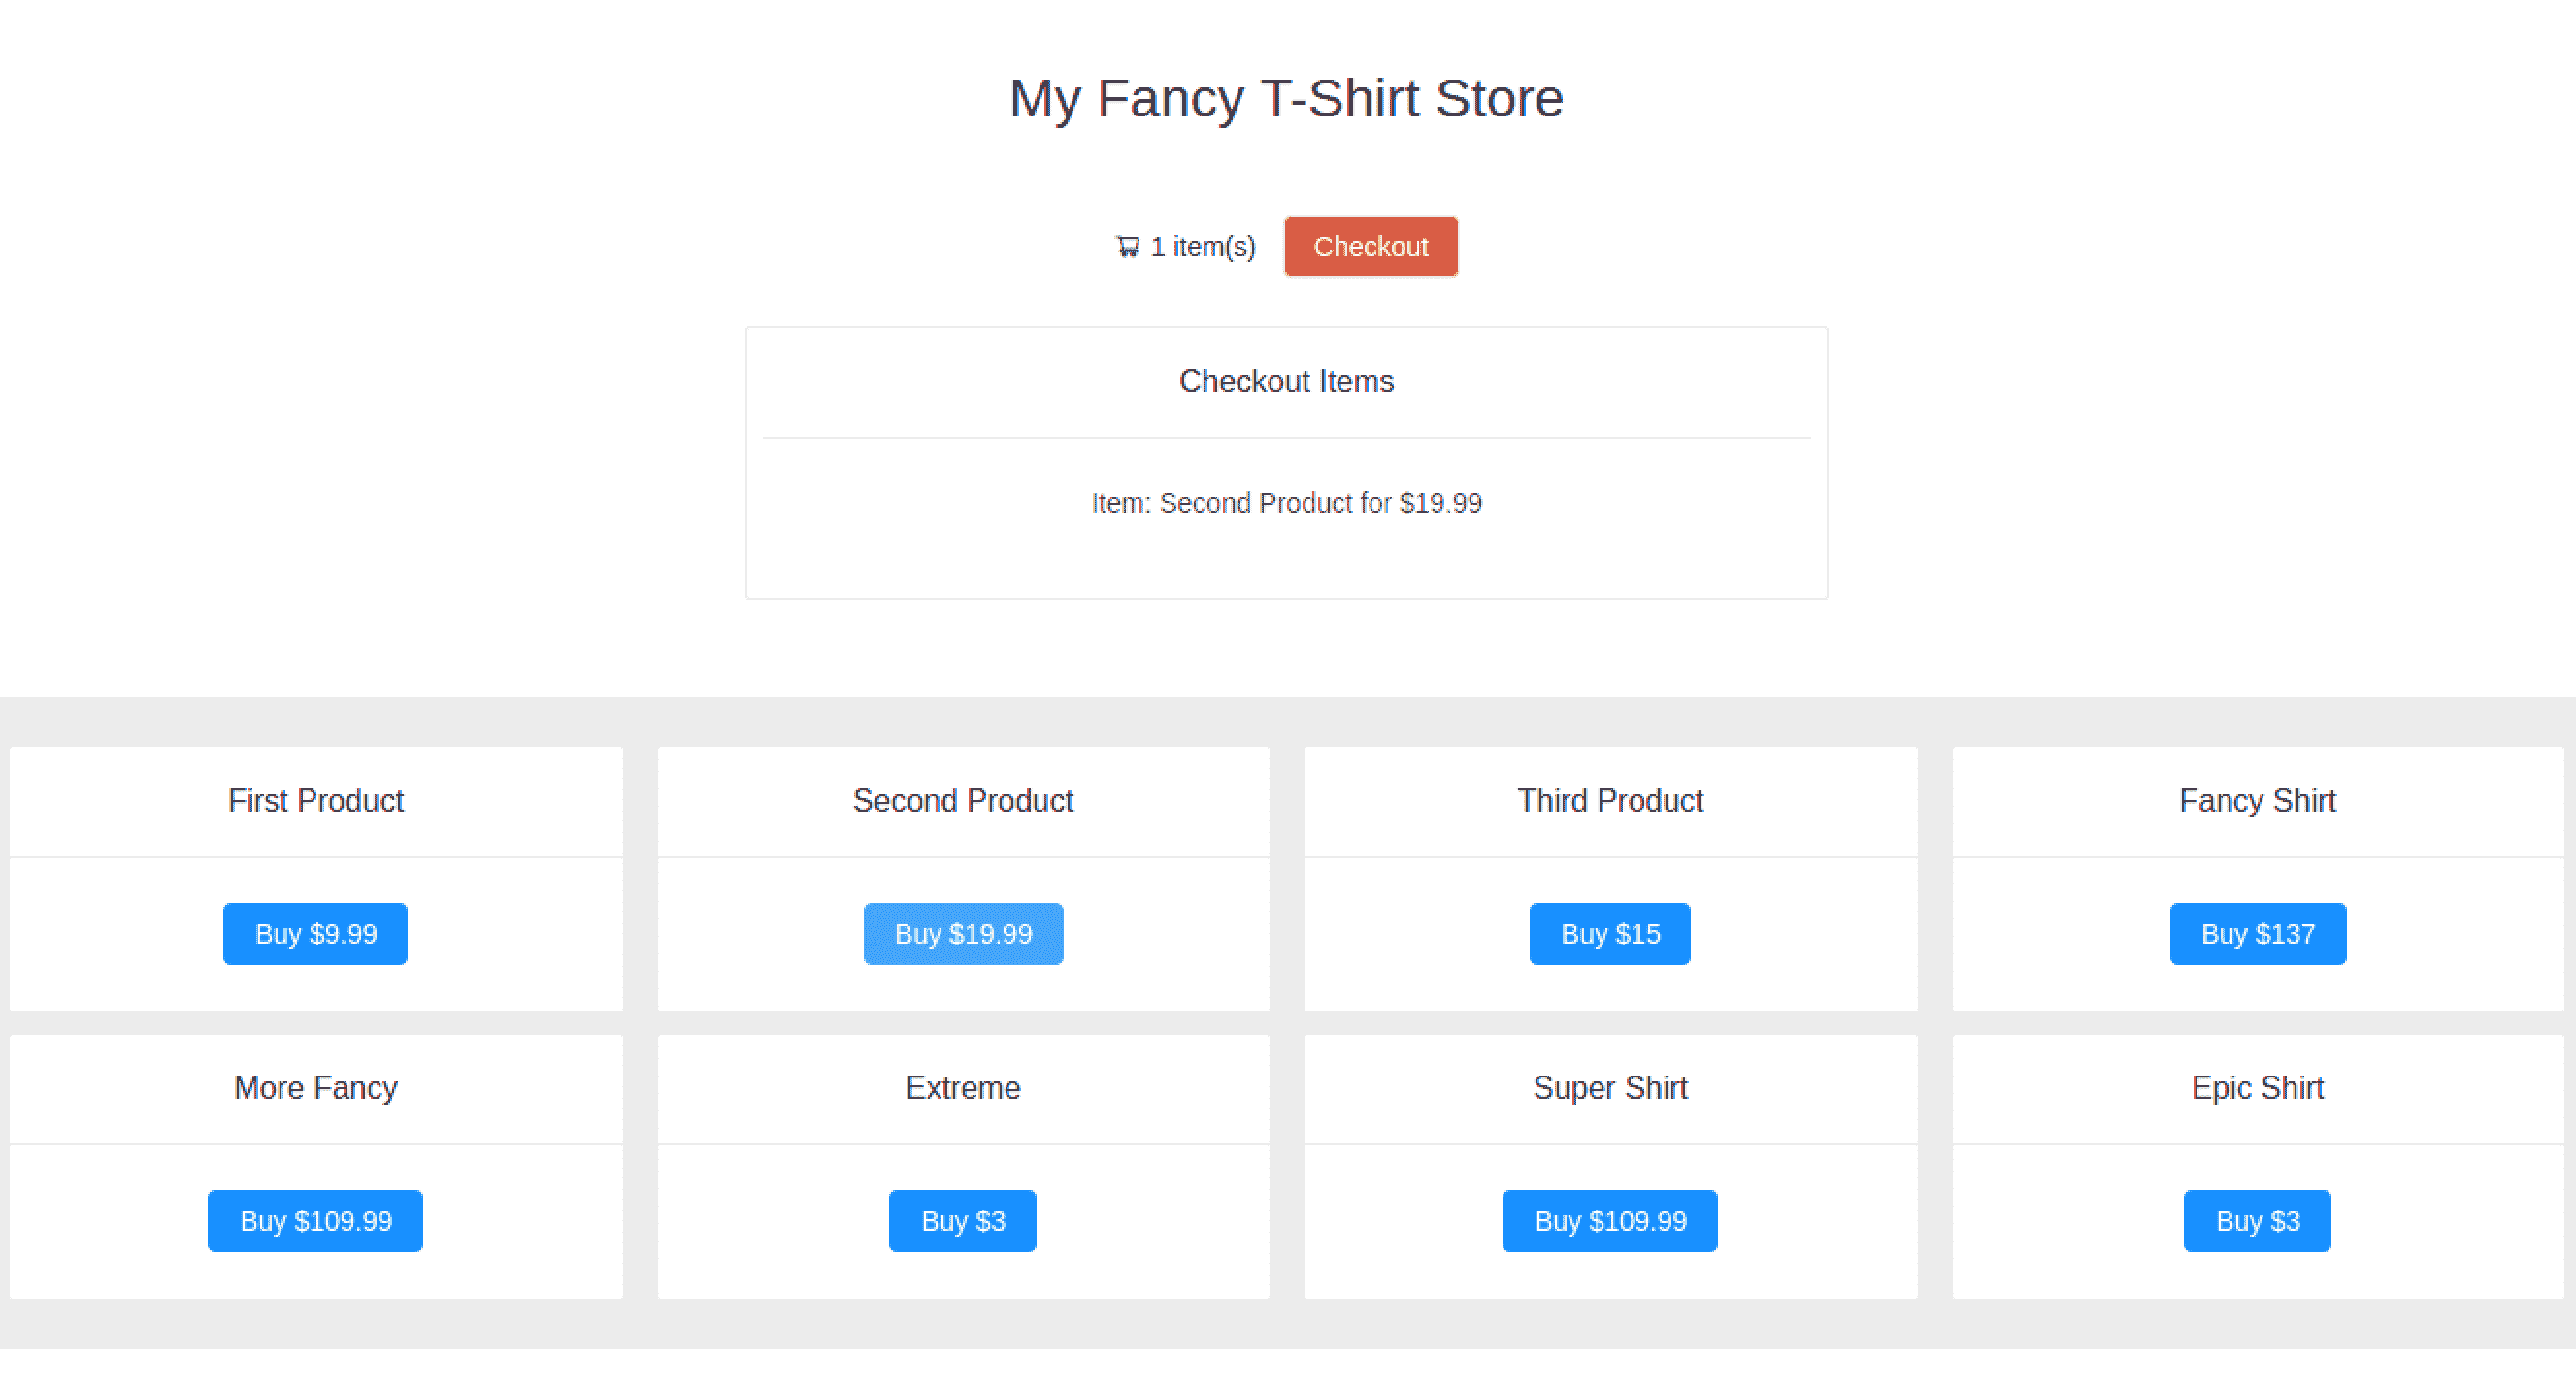 My Fancy T-Shirt Store
1 item(s) Checkout
Checkout Items
Item: Second Product for $19.99
First Product Second Product Third Product Fancy Shirt
Buy $9.99 Buy $19.99 Buy $15 Buy $137
More Fancy Extreme Super Shirt Epic Shirt
Buy $109.99 Buy $3 Buy $109.99 Buy $3